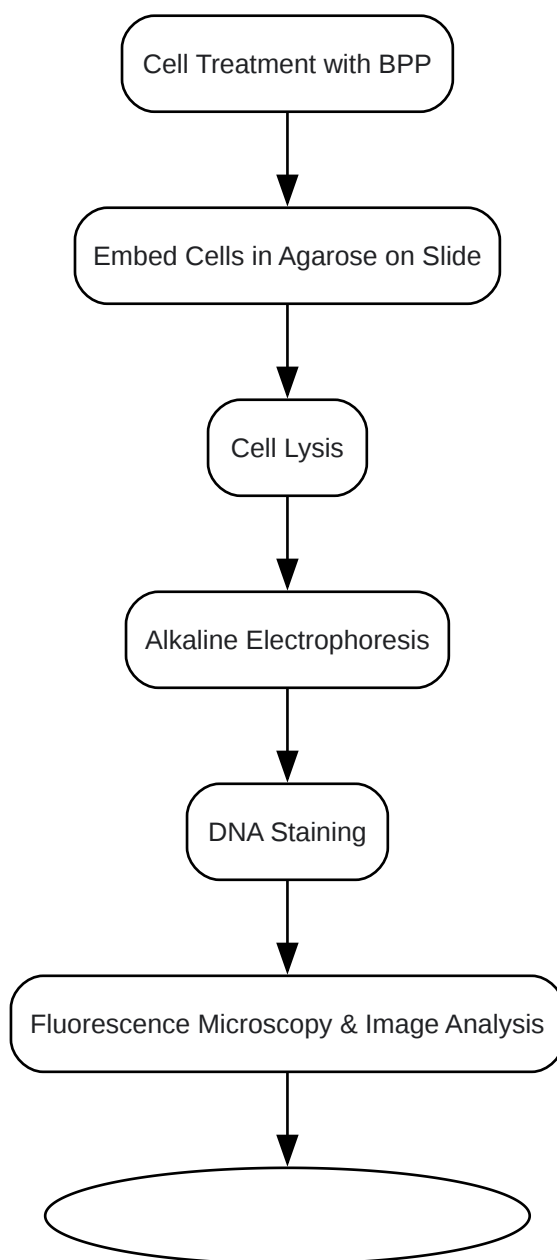 Cell Treatment with BPP
Embed Cells in Agarose on Slide
Cell Lysis
Alkaline Electrophoresis
DNA Staining
Fluorescence Microscopy & Image Analysis